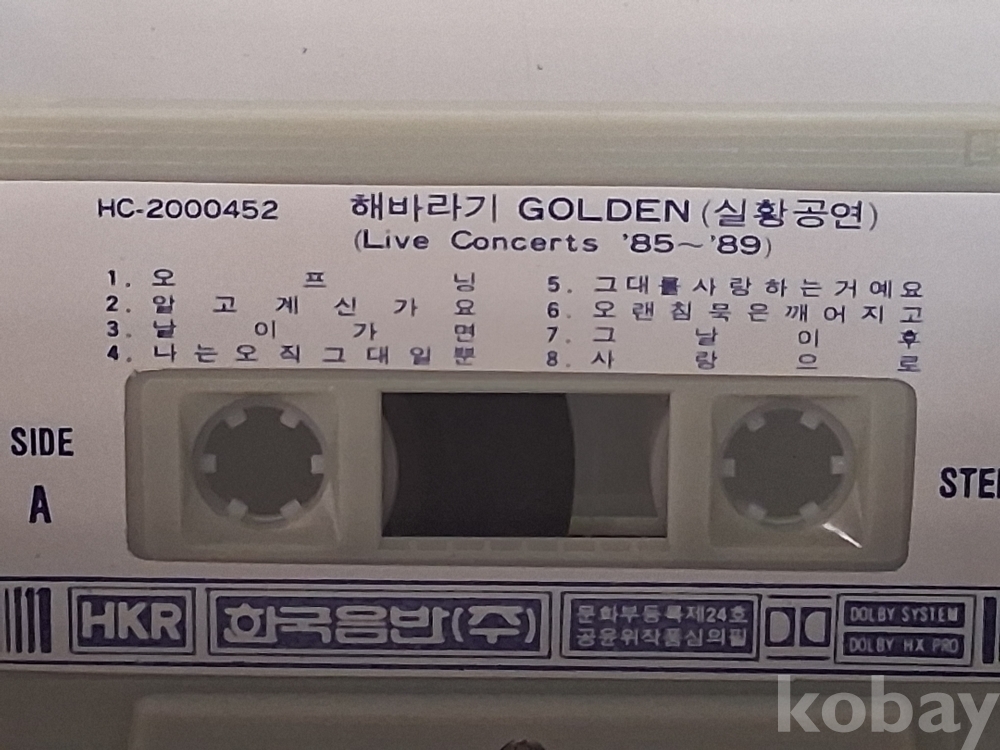 HC-2000452 해바라기 GOLDEN (실황공연)
(Live Concerts '85~'89)
1. 오프닝
2. 알고계신가요
3. 날이가면
4. 나는오직그대일뿐
5. 그대를사랑하는거예요
6. 오랜침묵은깨어지고
7. 그날이후
8. 사랑으로
SIDE
A
HKR 한국음반(주) 문화부등록제24호
공윤위작품심의필
DOLBY SYSTEM
DOLBY HX PRO
kobay